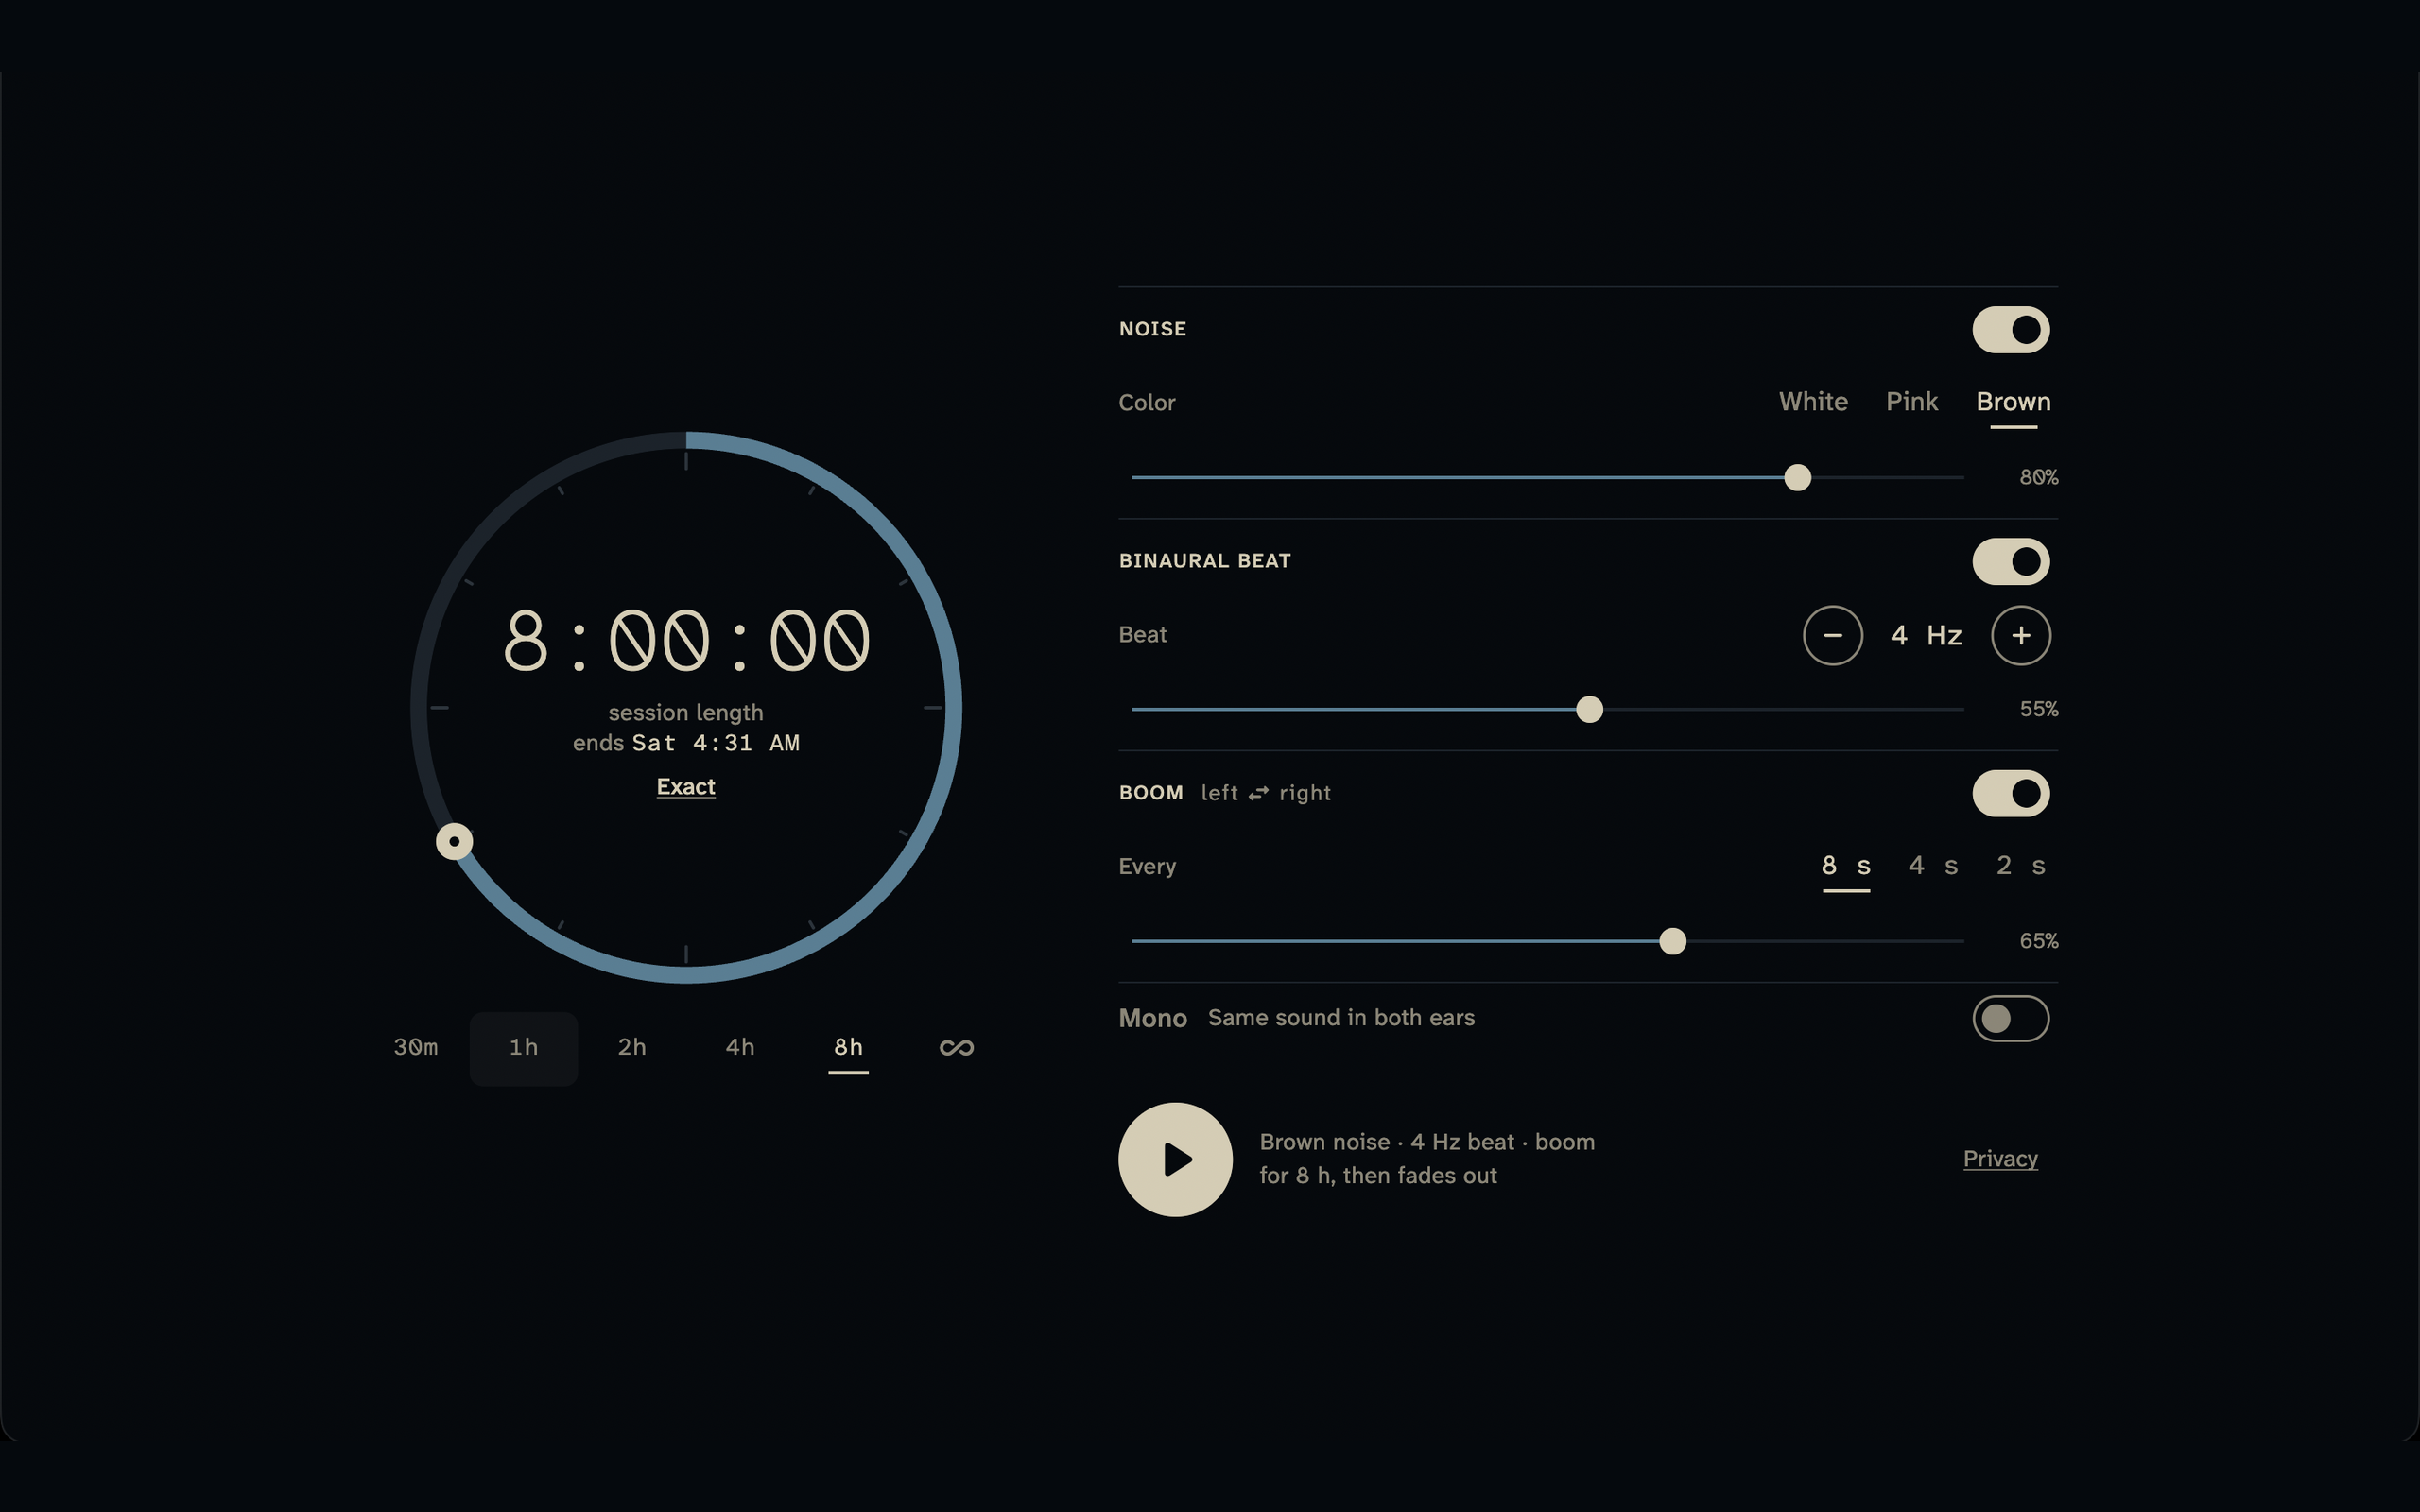 8:00:00
session length
ends Sat 4:31 AM
Exact
30m 1h 2h 4h 8h ∞
NOISE
Color White Pink Brown
80%
BINAURAL BEAT
Beat − 4 Hz +
55%
BOOM left ⇄ right
Every 8 s 4 s 2 s
65%
Mono Same sound in both ears
Brown noise · 4 Hz beat · boom
for 8 h, then fades out
Privacy